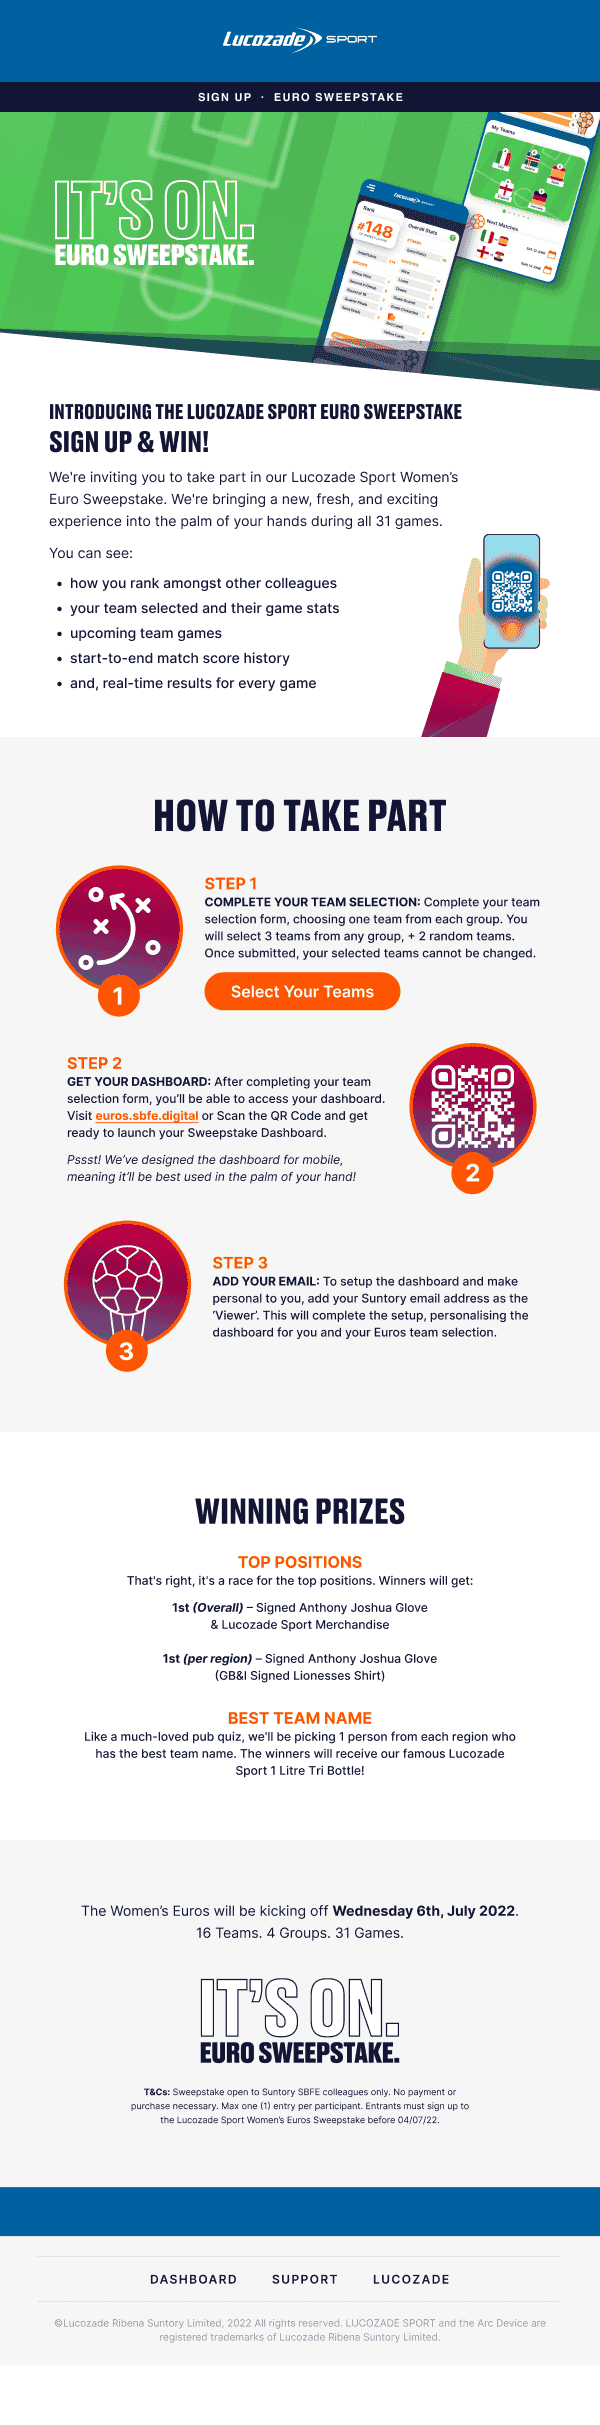 Lucozade SPORT
SIGN UP · EURO SWEEPSTAKE
My Teams
Next Matches
Rank
#148
Overall Stats
IT'S ON.
EURO SWEEPSTAKE.
INTRODUCING THE LUCOZADE SPORT EURO SWEEPSTAKE
SIGN UP & WIN!
We're inviting you to take part in our Lucozade Sport Women's
Euro Sweepstake. We're bringing a new, fresh, and exciting
experience into the palm of your hands during all 31 games.
You can see:
• how you rank amongst other colleagues
• your team selected and their game stats
• upcoming team games
• start-to-end match score history
• and, real-time results for every game
HOW TO TAKE PART
1
STEP 1
COMPLETE YOUR TEAM SELECTION: Complete your team
selection form, choosing one team from each group. You
will select 3 teams from any group, + 2 random teams.
Once submitted, your selected teams cannot be changed.
Select Your Teams
STEP 2
GET YOUR DASHBOARD: After completing your team
selection form, you'll be able to access your dashboard.
Visit euros.sbfe.digital or Scan the QR Code and get
ready to launch your Sweepstake Dashboard.
Pssst! We've designed the dashboard for mobile,
meaning it'll be best used in the palm of your hand!
2
3
STEP 3
ADD YOUR EMAIL: To setup the dashboard and make
personal to you, add your Suntory email address as the
'Viewer'. This will complete the setup, personalising the
dashboard for you and your Euros team selection.
WINNING PRIZES
TOP POSITIONS
That's right, it's a race for the top positions. Winners will get:
1st (Overall) – Signed Anthony Joshua Glove
& Lucozade Sport Merchandise
1st (per region) – Signed Anthony Joshua Glove
(GB&I Signed Lionesses Shirt)
BEST TEAM NAME
Like a much-loved pub quiz, we'll be picking 1 person from each region who
has the best team name. The winners will receive our famous Lucozade
Sport 1 Litre Tri Bottle!
The Women's Euros will be kicking off Wednesday 6th, July 2022.
16 Teams. 4 Groups. 31 Games.
IT'S ON.
EURO SWEEPSTAKE.
T&Cs: Sweepstake open to Suntory SBFE colleagues only. No payment or
purchase necessary. Max one (1) entry per participant. Entrants must sign up to
the Lucozade Sport Women's Euros Sweepstake before 04/07/22.
DASHBOARD SUPPORT LUCOZADE
©Lucozade Ribena Suntory Limited, 2022 All rights reserved. LUCOZADE SPORT and the Arc Device are
registered trademarks of Lucozade Ribena Suntory Limited.